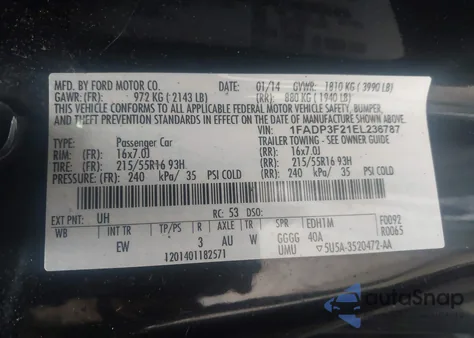 MFD. BY FORD MOTOR CO. DATE: 01/14 GVWR: 1810 KG (3990 LB)
GAWR: (FR) 972 KG (2143 LB) (RR) 880 KG (1940 LB)
THIS VEHICLE CONFORMS TO ALL APPLICABLE FEDERAL MOTOR VEHICLE SAFETY, BUMPER,
AND THEFT PREVENTION STANDARDS IN EFFECT ON THE DATE OF MANUFACTURE SHOWN ABOVE.
VIN: 1FADP3F21EL236787
TYPE: Passenger Car TRAILER TOWING - SEE OWNER GUIDE
RIM: (FR) 16x7.0J (RR) 16x7.0J
TIRE: (FR) 215/55R16 93H (RR) 215/55R16 93H
PRESSURE: (FR) 240 kPa/ 35 PSI COLD (RR) 240 kPa/ 35 PSI COLD
EXT PNT: UH RC: 53 DSO: F0092
WB INT TR TP/PS R AXLE TR SPR EDH1M R0065
EW 3 AU W GGGG 40A
1201401182571 UMU 5U5A-3520472-AA
autoSnap